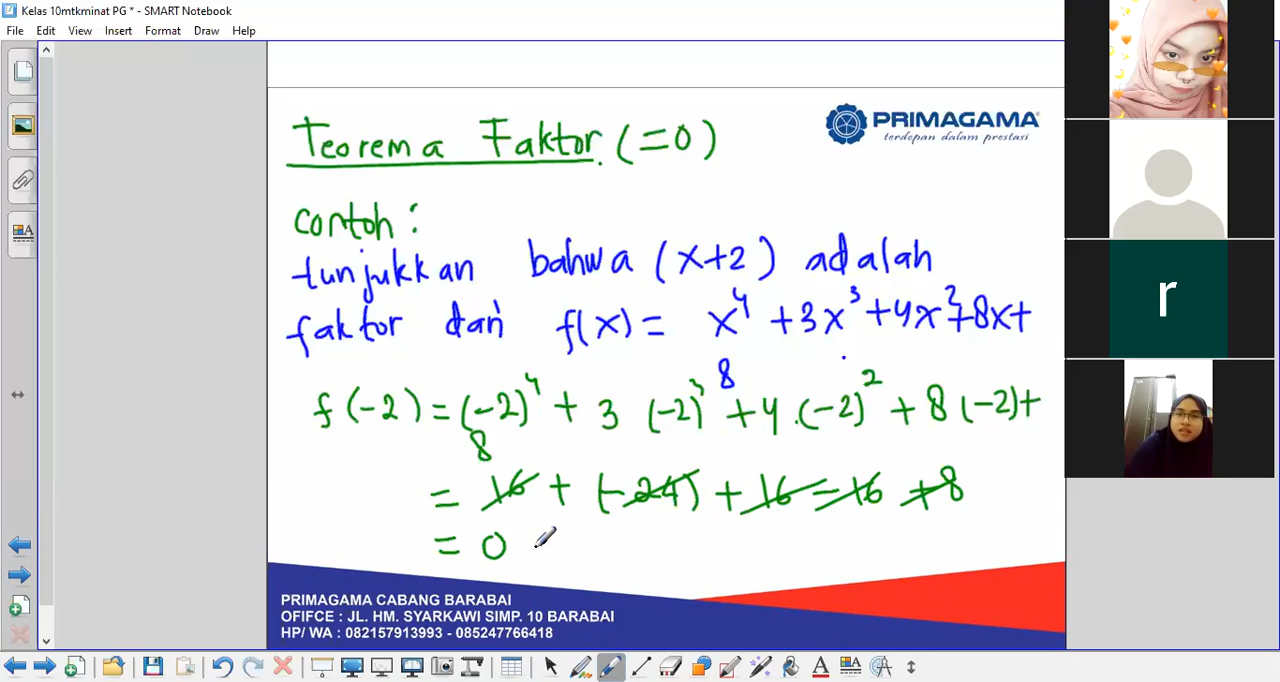 Kelas 10mtkminat PG * - SMART Notebook
File Edit View Insert Format Draw Help
PRIMAGAMA
terdepan dalam prestasi
Teorema Faktor (=0)
contoh :
tunjukkan bahwa (x+2) adalah
faktor dari f(x) = x⁴ +3x³ +4x²+8x+
8
f(-2) = (-2)⁴ + 3 (-2)³ +4.(-2)² + 8(-2)+
8
= 16 + (-24) + 16 - 16 + 8
= 0
r
PRIMAGAMA CABANG BARABAI
OFIFCE : JL. HM. SYARKAWI SIMP. 10 BARABAI
HP/ WA : 082157913993 - 085247766418